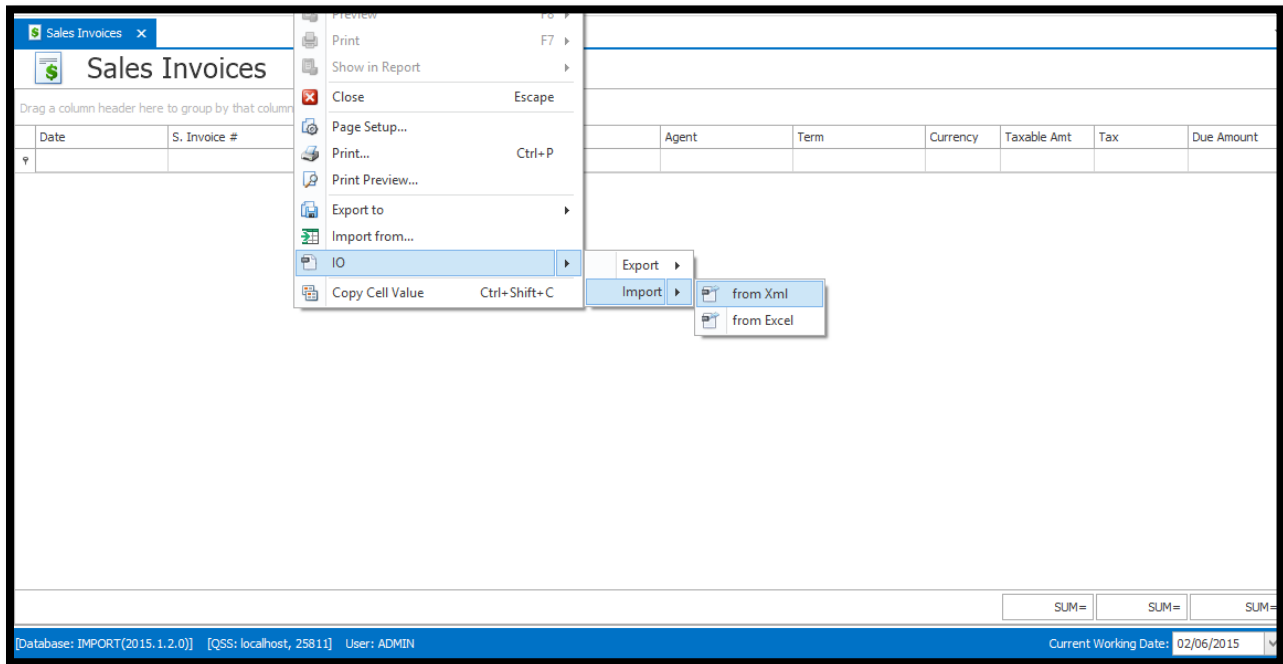 Preview F8
Sales Invoices
Print F7
Sales Invoices
Show in Report
Close Escape
Drag a column header here to group by that column
Page Setup...
Date S. Invoice # Agent Term Currency Taxable Amt Tax Due Amount
Print... Ctrl+P
Print Preview...
Export to
Import from...
IO Export
Copy Cell Value Ctrl+Shift+C Import from Xml
from Excel
SUM= SUM= SUM=
[Database: IMPORT(2015.1.2.0)] [QSS: localhost, 25811] User: ADMIN Current Working Date: 02/06/2015